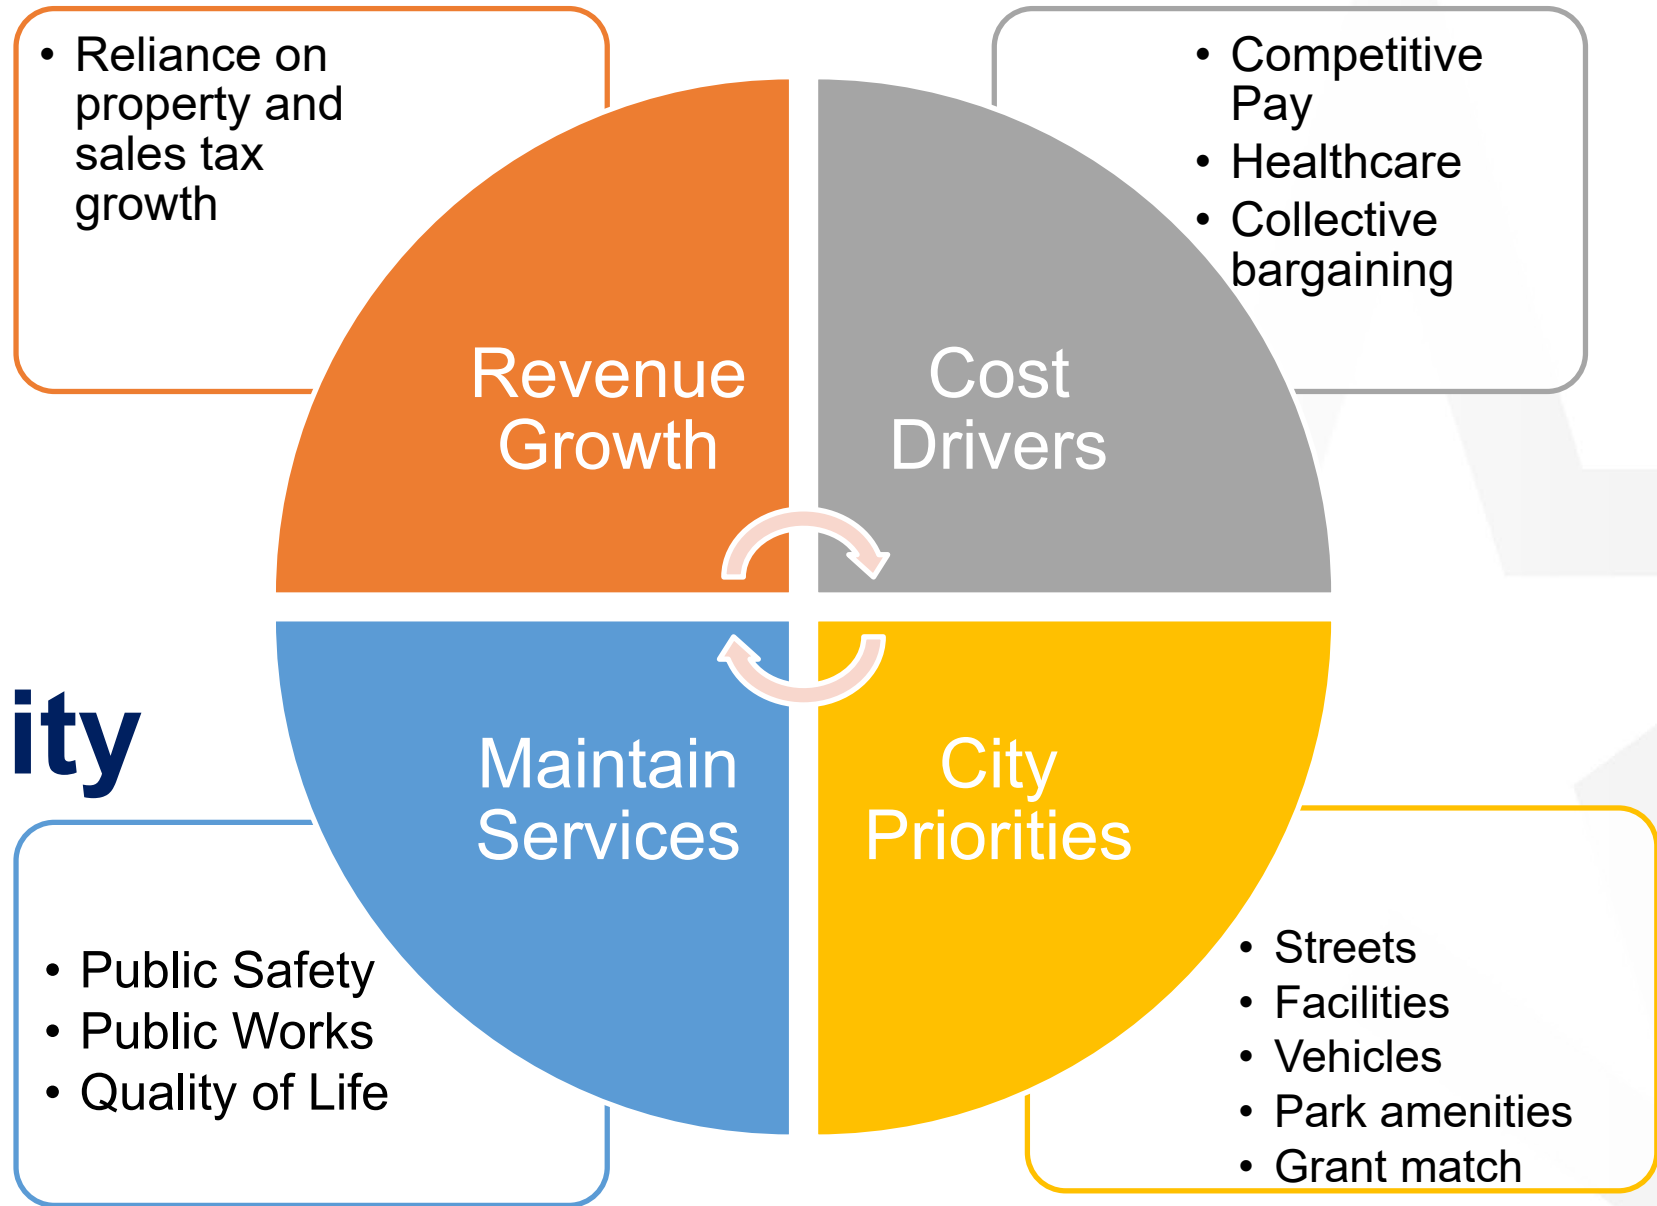 • Reliance on
property and
sales tax
growth
• Competitive
Pay
• Healthcare
• Collective
bargaining
Revenue
Growth
Cost
Drivers
ity
Maintain
Services
City
Priorities
• Public Safety
• Public Works
• Quality of Life
• Streets
• Facilities
• Vehicles
• Park amenities
• Grant match